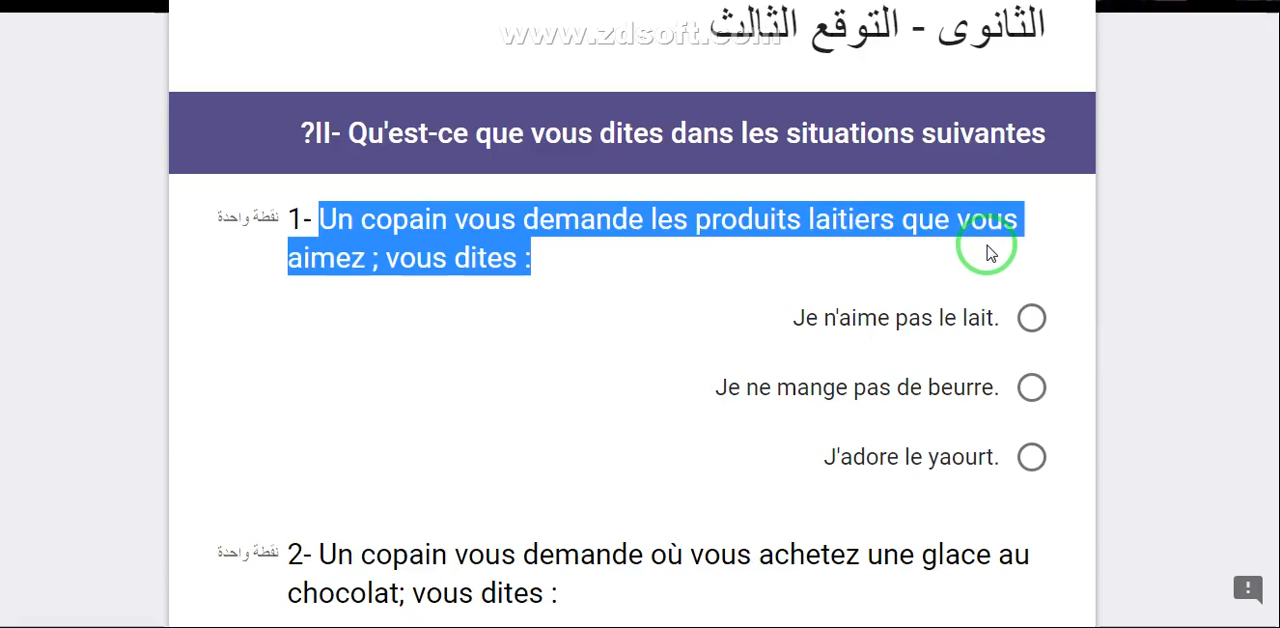 الثانوى - التوقع الثالث
www.zdsoft.com
?II- Qu'est-ce que vous dites dans les situations suivantes
نقطة واحدة
1- Un copain vous demande les produits laitiers que vous
aimez ; vous dites :
Je n'aime pas le lait.
Je ne mange pas de beurre.
J'adore le yaourt.
نقطة واحدة
2- Un copain vous demande où vous achetez une glace au
chocolat; vous dites :